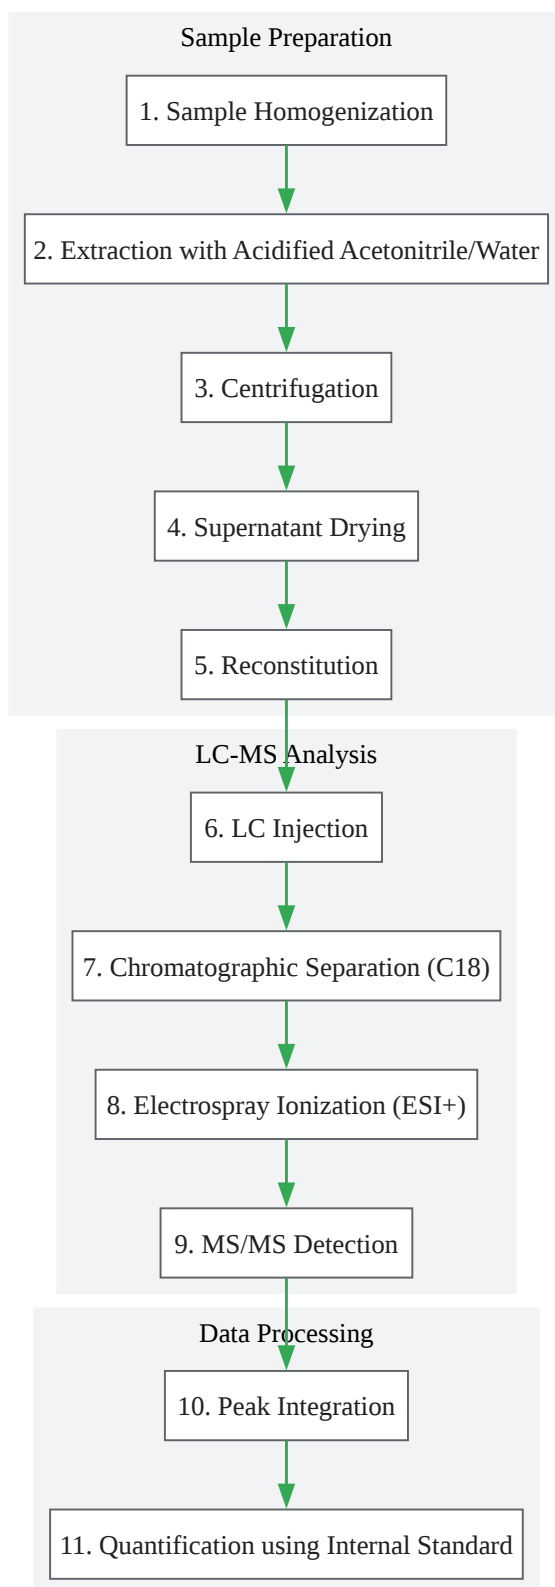 Sample Preparation
1. Sample Homogenization
2. Extraction with Acidified Acetonitrile/Water
3. Centrifugation
4. Supernatant Drying
5. Reconstitution
LC-MS Analysis
6. LC Injection
7. Chromatographic Separation (C18)
8. Electrospray Ionization (ESI+)
9. MS/MS Detection
Data Processing
10. Peak Integration
11. Quantification using Internal Standard